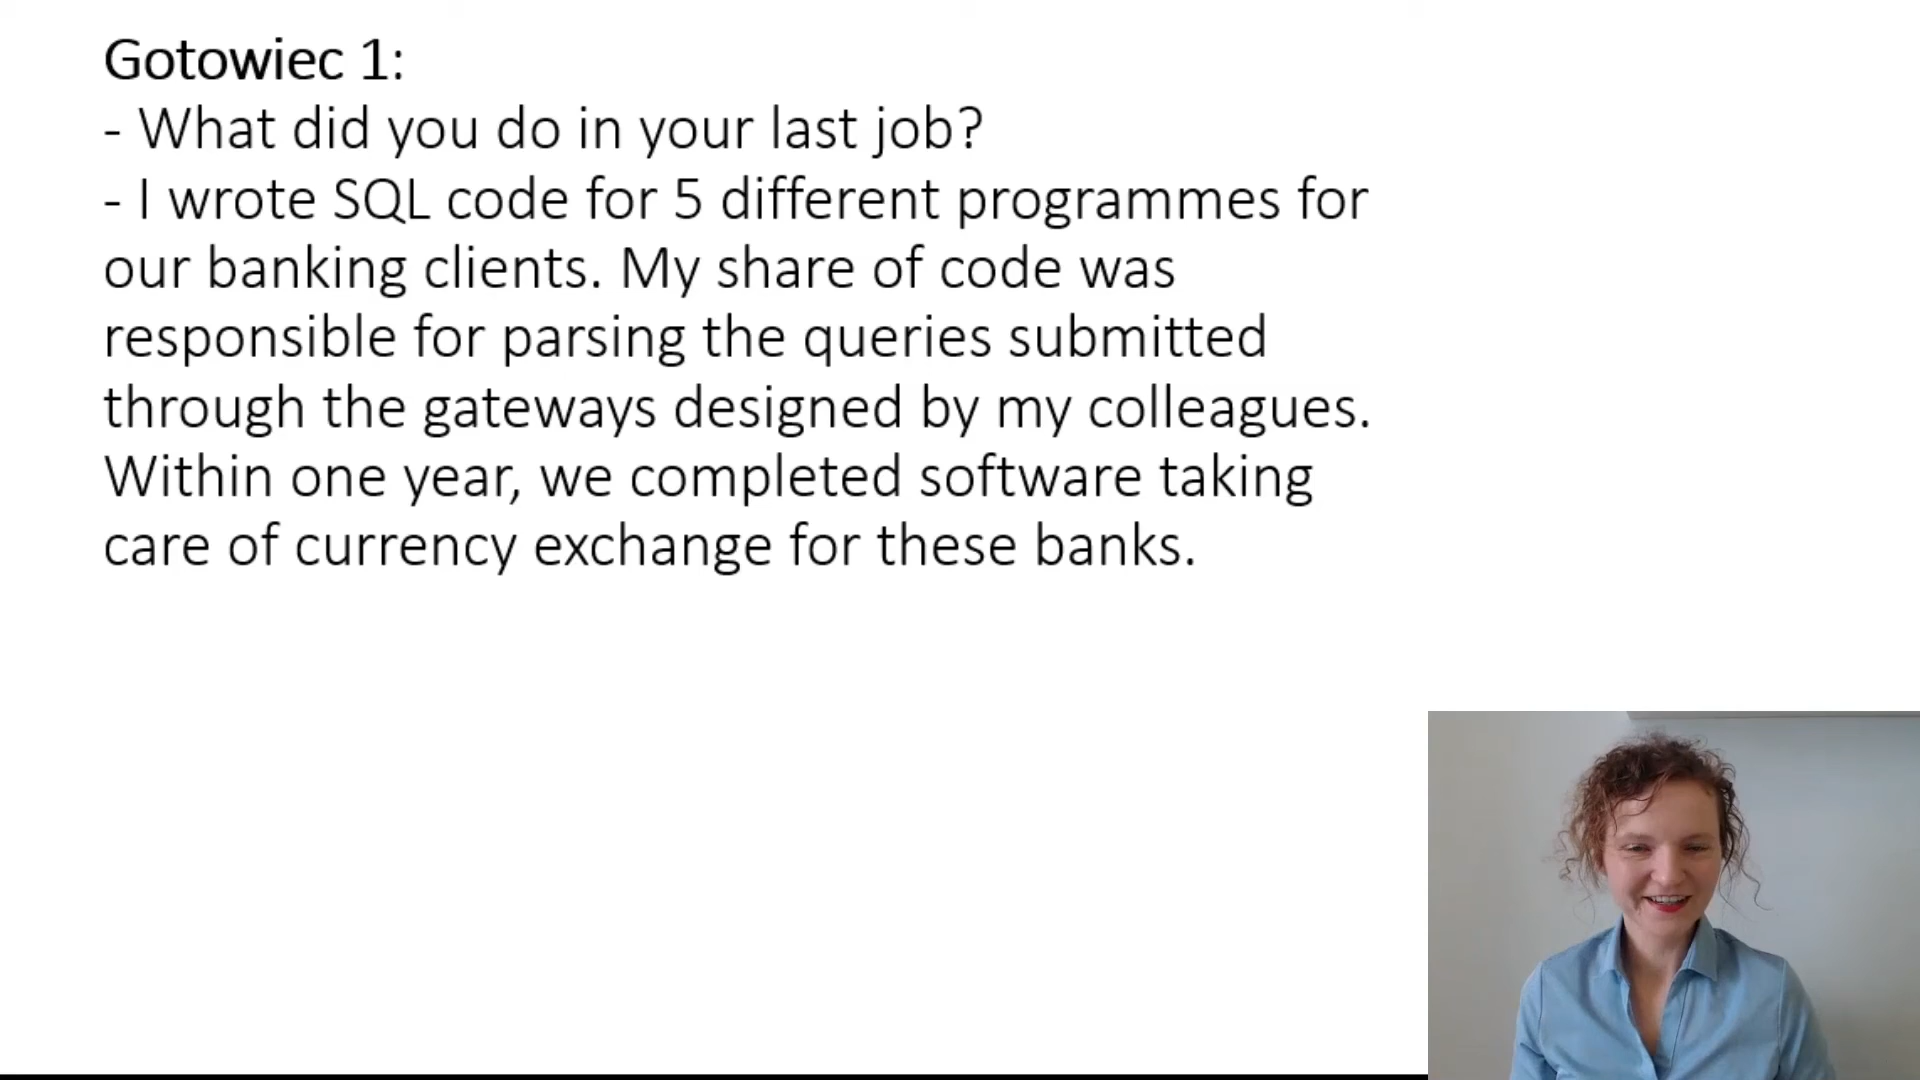 Gotowiec 1:
- What did you do in your last job?
- I wrote SQL code for 5 different programmes for
our banking clients. My share of code was
responsible for parsing the queries submitted
through the gateways designed by my colleagues.
Within one year, we completed software taking
care of currency exchange for these banks.